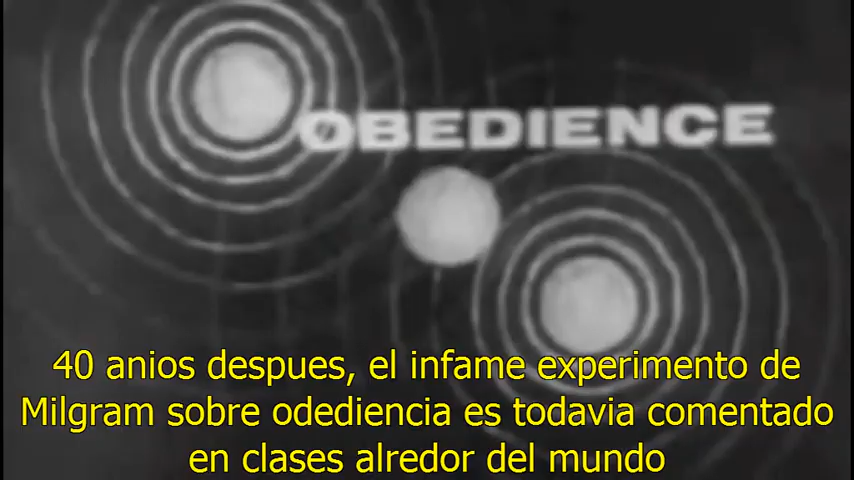 OBEDIENCE
40 anios despues, el infame experimento de
Milgram sobre odediencia es todavia comentado
en clases alredor del mundo